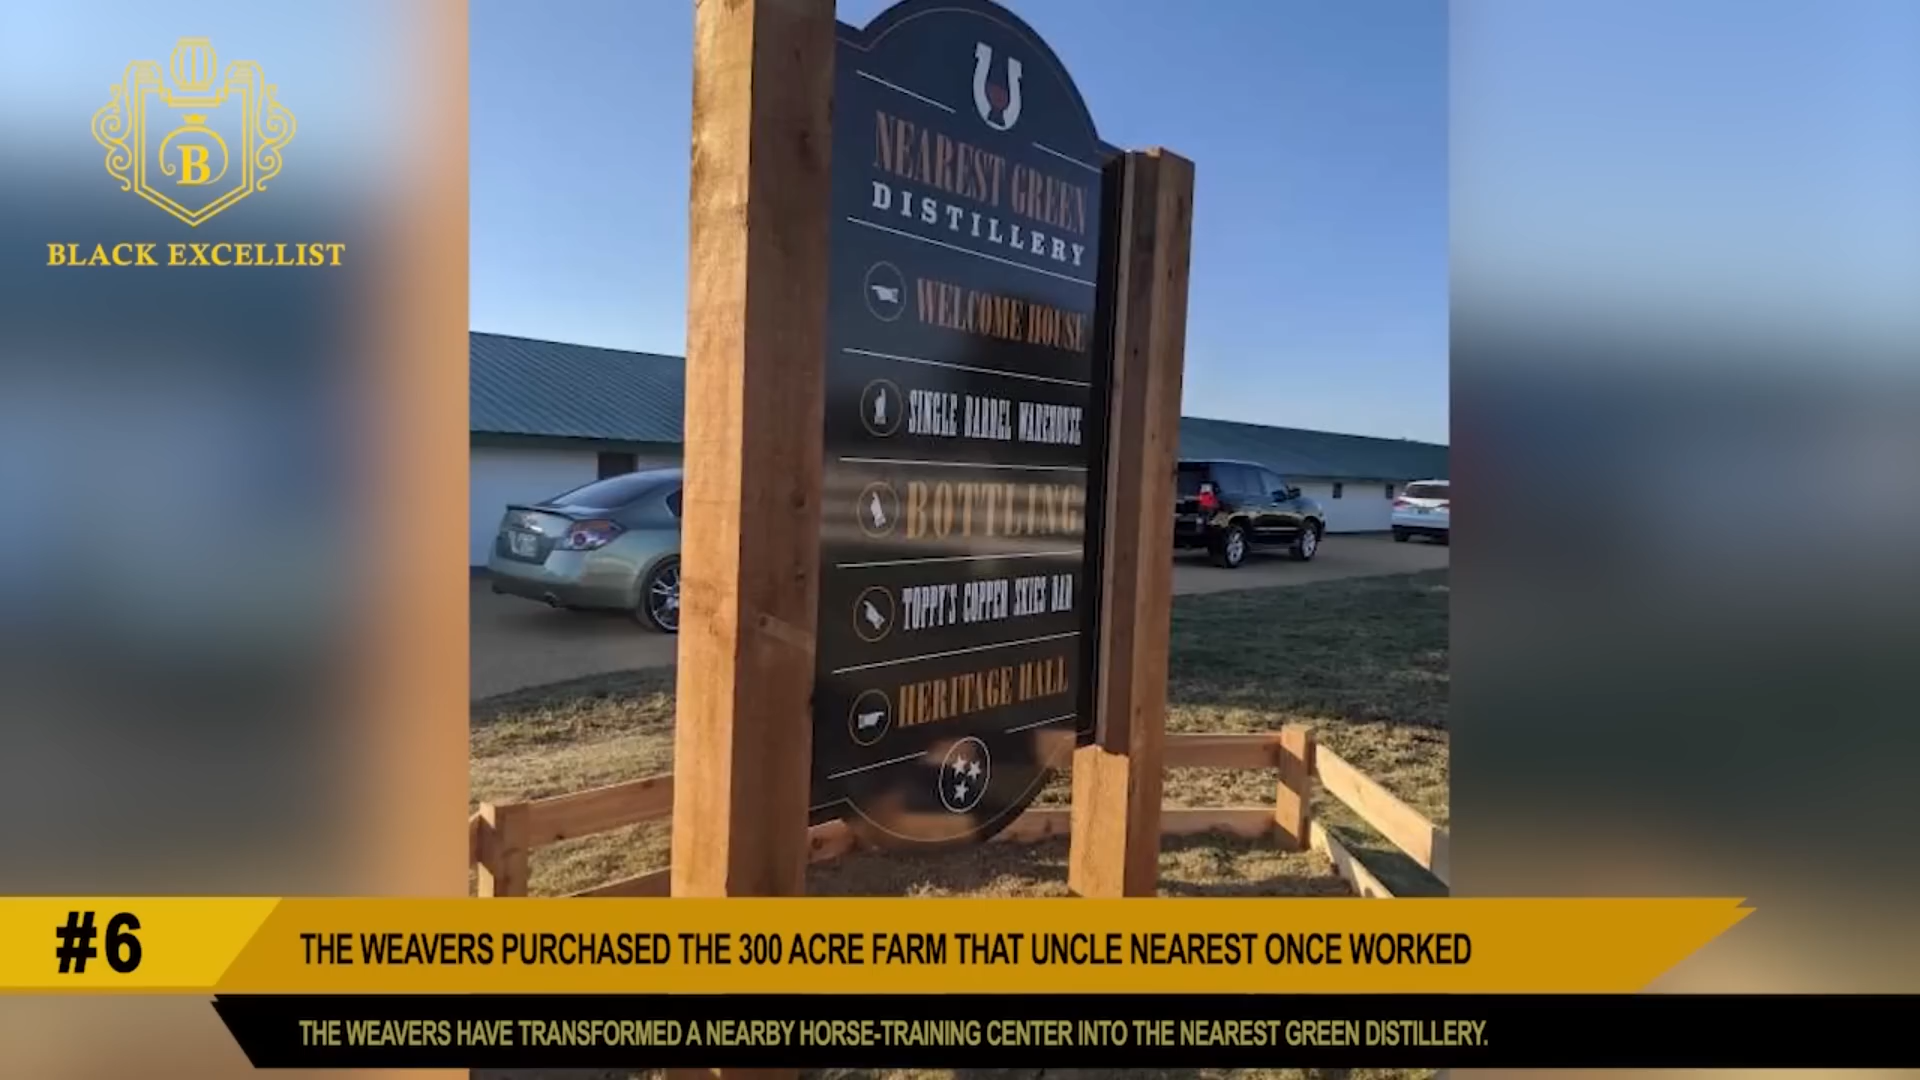 B
BLACK EXCELLIST
NEAREST GREEN
DISTILLERY
WELCOME HOUSE
SINGLE BARREL WAREHOUSE
BOTTLING
TOPPY'S COPPER SKIES BAR
HERITAGE HALL
#6
THE WEAVERS PURCHASED THE 300 ACRE FARM THAT UNCLE NEAREST ONCE WORKED
THE WEAVERS HAVE TRANSFORMED A NEARBY HORSE-TRAINING CENTER INTO THE NEAREST GREEN DISTILLERY.